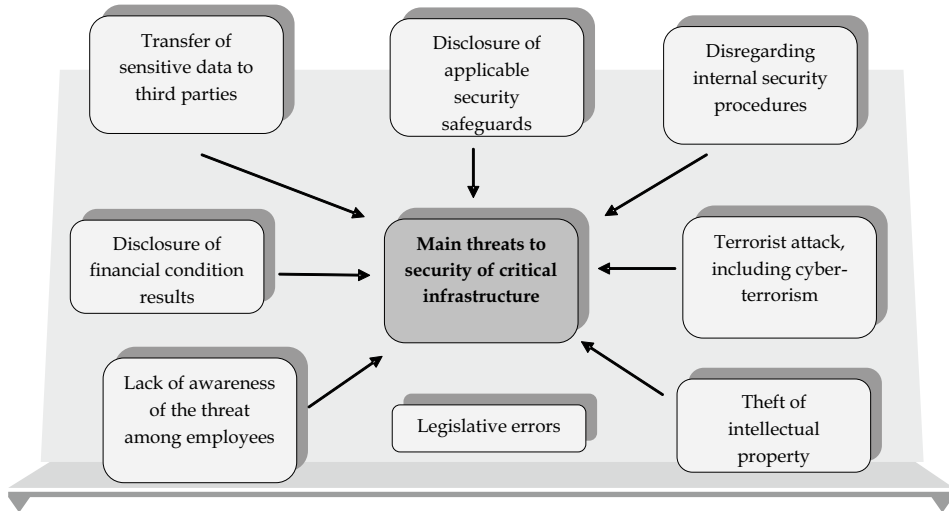 Transfer of
sensitive data to
third parties
Disclosure of
applicable
security
safeguards
Disregarding
internal security
procedures
Disclosure of
financial condition
results
Main threats to
security of critical
infrastructure
Terrorist attack,
including cyber-
terrorism
Lack of awareness
of the threat
among employees
Legislative errors
Theft of
intellectual
property